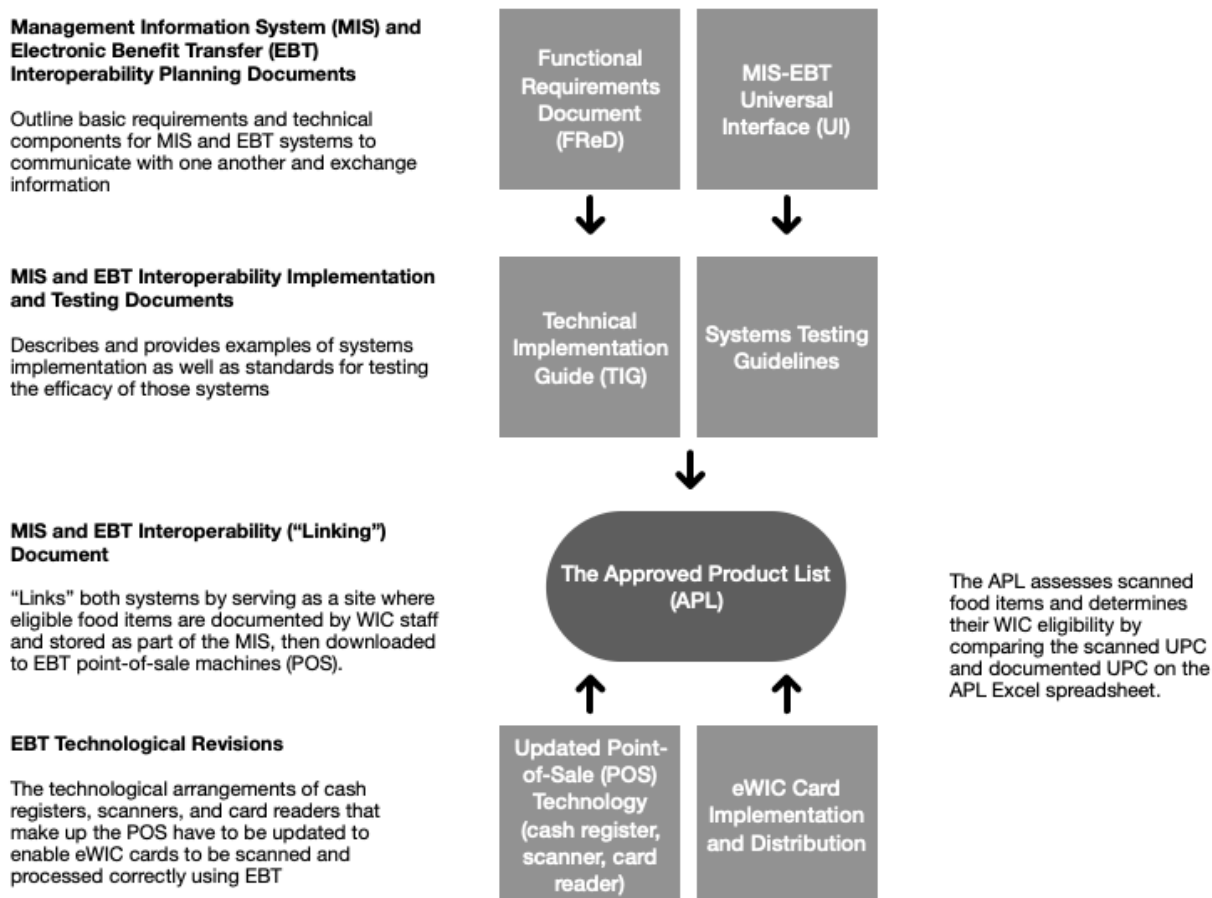 Management Information System (MIS) and
Electronic Benefit Transfer (EBT)
Interoperability Planning Documents
Outline basic requirements and technical
components for MIS and EBT systems to
communicate with one another and exchange
information
Functional
Requirements
Document
(FReD)
MIS-EBT
Universal
Interface (UI)
MIS and EBT Interoperability Implementation
and Testing Documents
Describes and provides examples of systems
implementation as well as standards for testing
the efficacy of those systems
Technical
Implementation
Guide (TIG)
Systems Testing
Guidelines
MIS and EBT Interoperability (“Linking”)
Document
“Links” both systems by serving as a site where
eligible food items are documented by WIC staff
and stored as part of the MIS, then downloaded
to EBT point-of-sale machines (POS).
The Approved Product List
(APL)
The APL assesses scanned
food items and determines
their WIC eligibility by
comparing the scanned UPC
and documented UPC on the
APL Excel spreadsheet.
EBT Technological Revisions
The technological arrangements of cash
registers, scanners, and card readers that
make up the POS have to be updated to
enable eWIC cards to be scanned and
processed correctly using EBT
Updated Point-
of-Sale (POS)
Technology
(cash register,
scanner, card
reader)
eWIC Card
Implementation
and Distribution